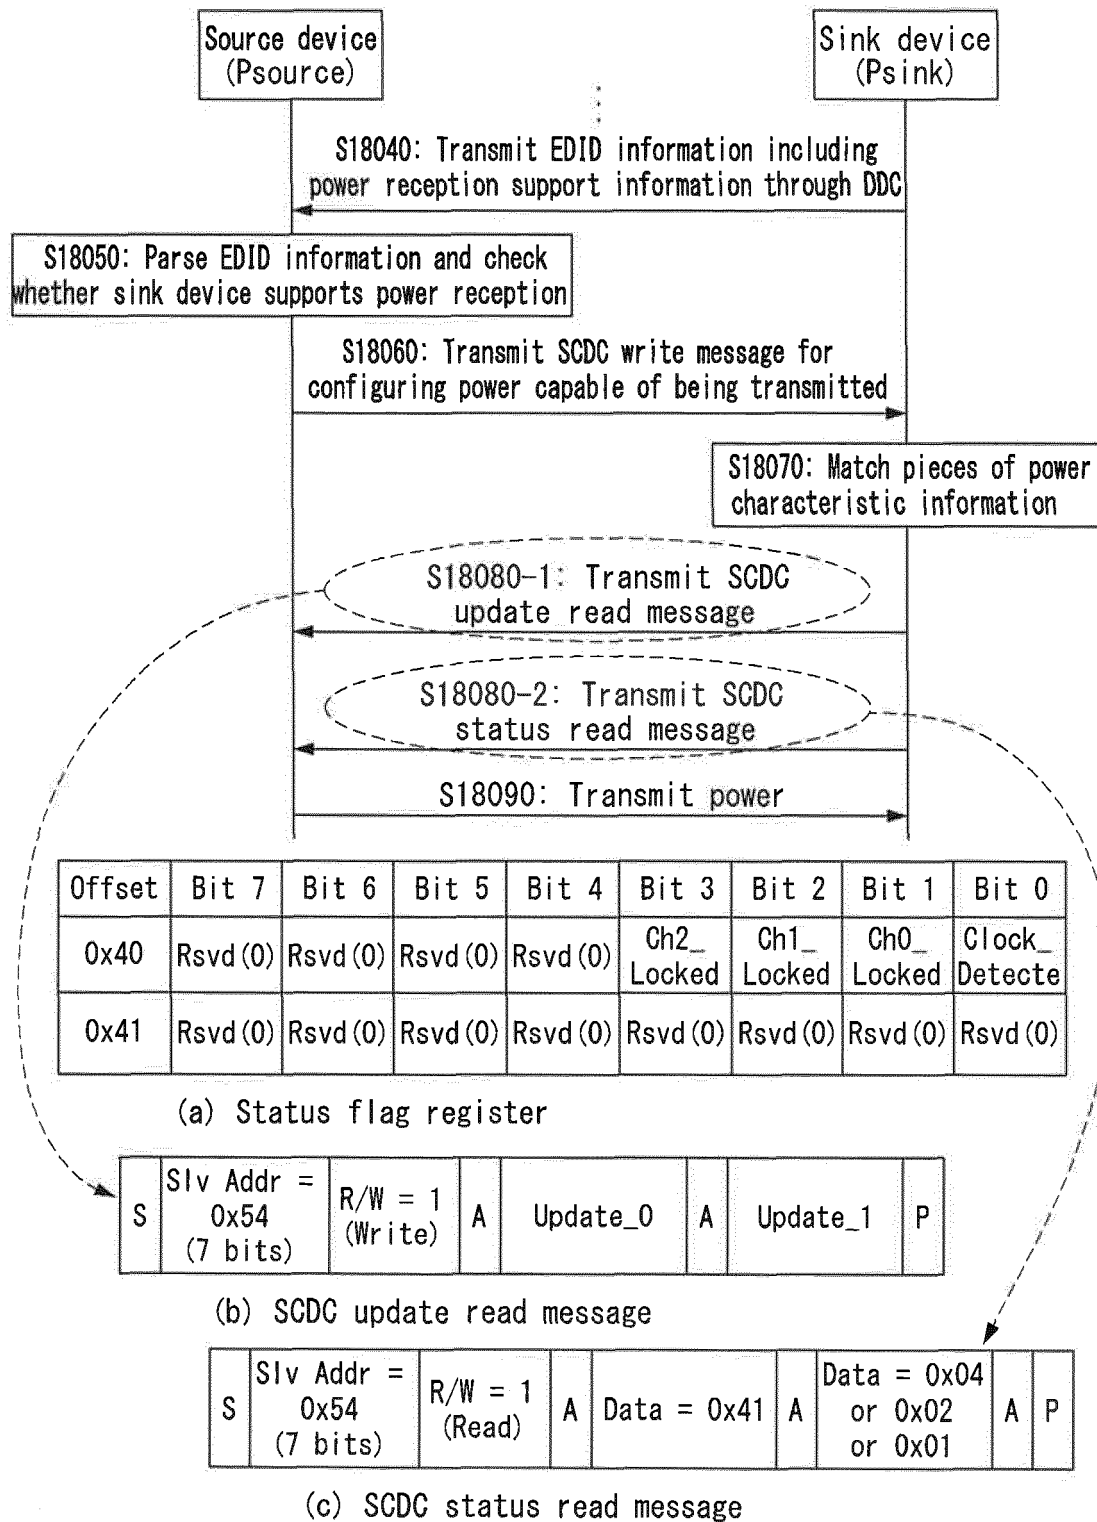 Source device
(Psource)
Sink device
(Psink)
S18040: Transmit EDID information including
power reception support information through DDC
S18050: Parse EDID information and check
whether sink device supports power reception
S18060: Transmit SCDC write message for
configuring power capable of being transmitted
S18070: Match pieces of power
characteristic information
S18080-1: Transmit SCDC
update read message
S18080-2: Transmit SCDC
status read message
S18090: Transmit power
Offset Bit 7 Bit 6 Bit 5 Bit 4 Bit 3 Bit 2 Bit 1 Bit 0
0x40 Rsvd(0) Rsvd(0) Rsvd(0) Rsvd(0) Ch2_ Locked Ch1_ Locked Ch0_ Locked Clock_ Detecte
0x41 Rsvd(0) Rsvd(0) Rsvd(0) Rsvd(0) Rsvd(0) Rsvd(0) Rsvd(0) Rsvd(0)
(a) Status flag register
S Slv Addr = 0x54 (7 bits) R/W = 1 (Write) A Update_0 A Update_1 P
(b) SCDC update read message
S Slv Addr = 0x54 (7 bits) R/W = 1 (Read) A Data = 0x41 A Data = 0x04 or 0x02 or 0x01 A P
(c) SCDC status read message